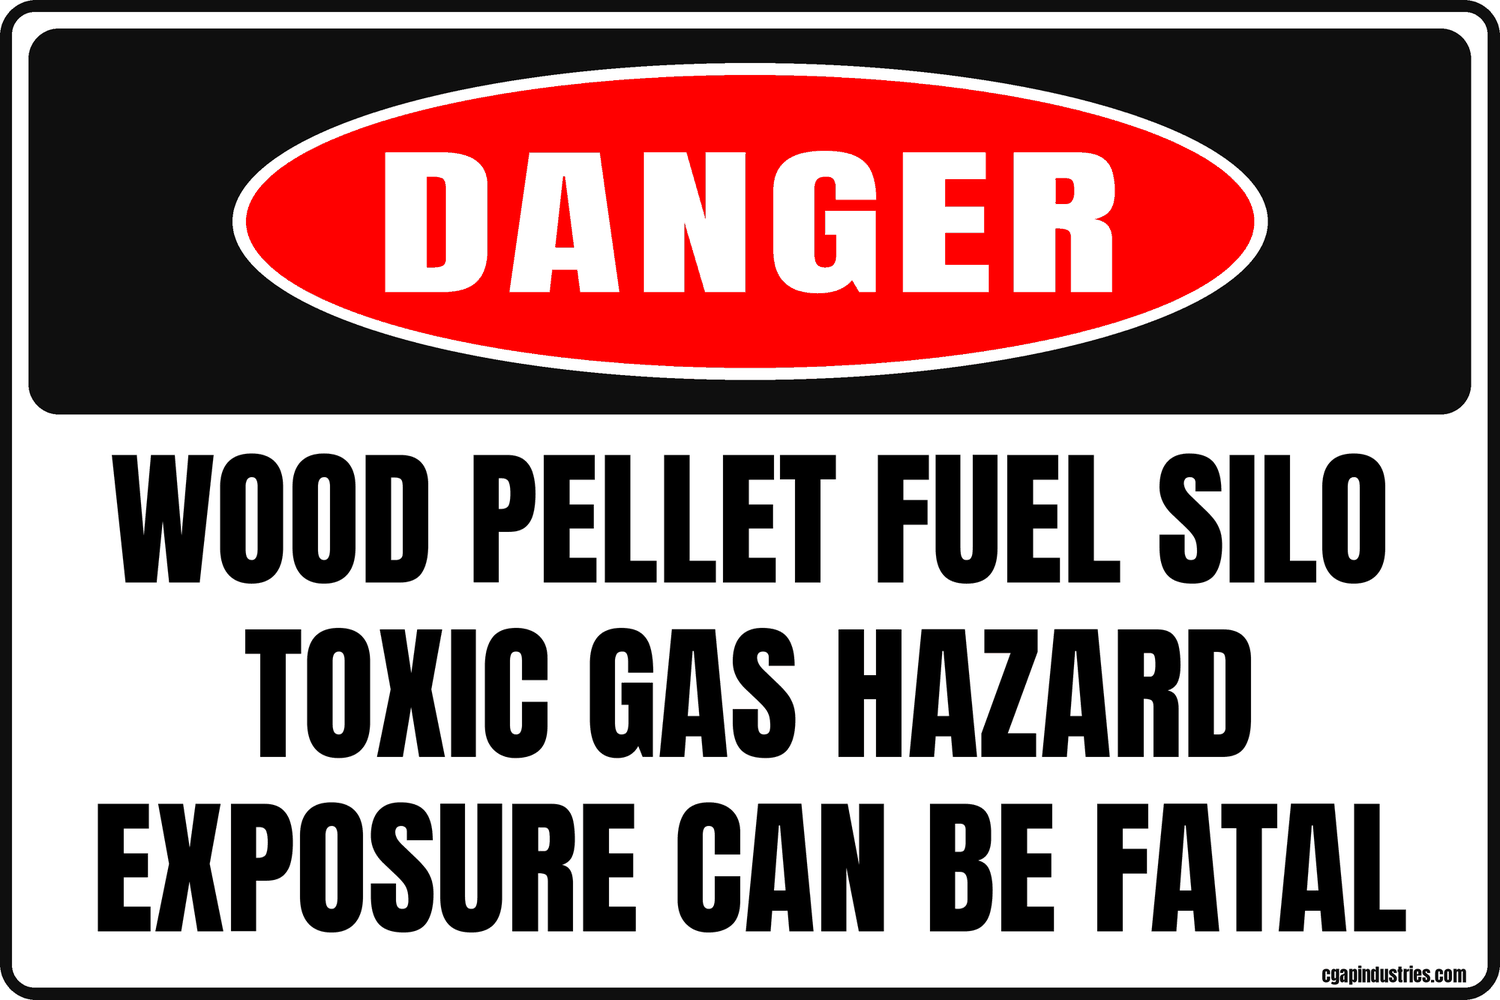 DANGER
WOOD PELLET FUEL SILO
TOXIC GAS HAZARD
EXPOSURE CAN BE FATAL
cgapindustries.com